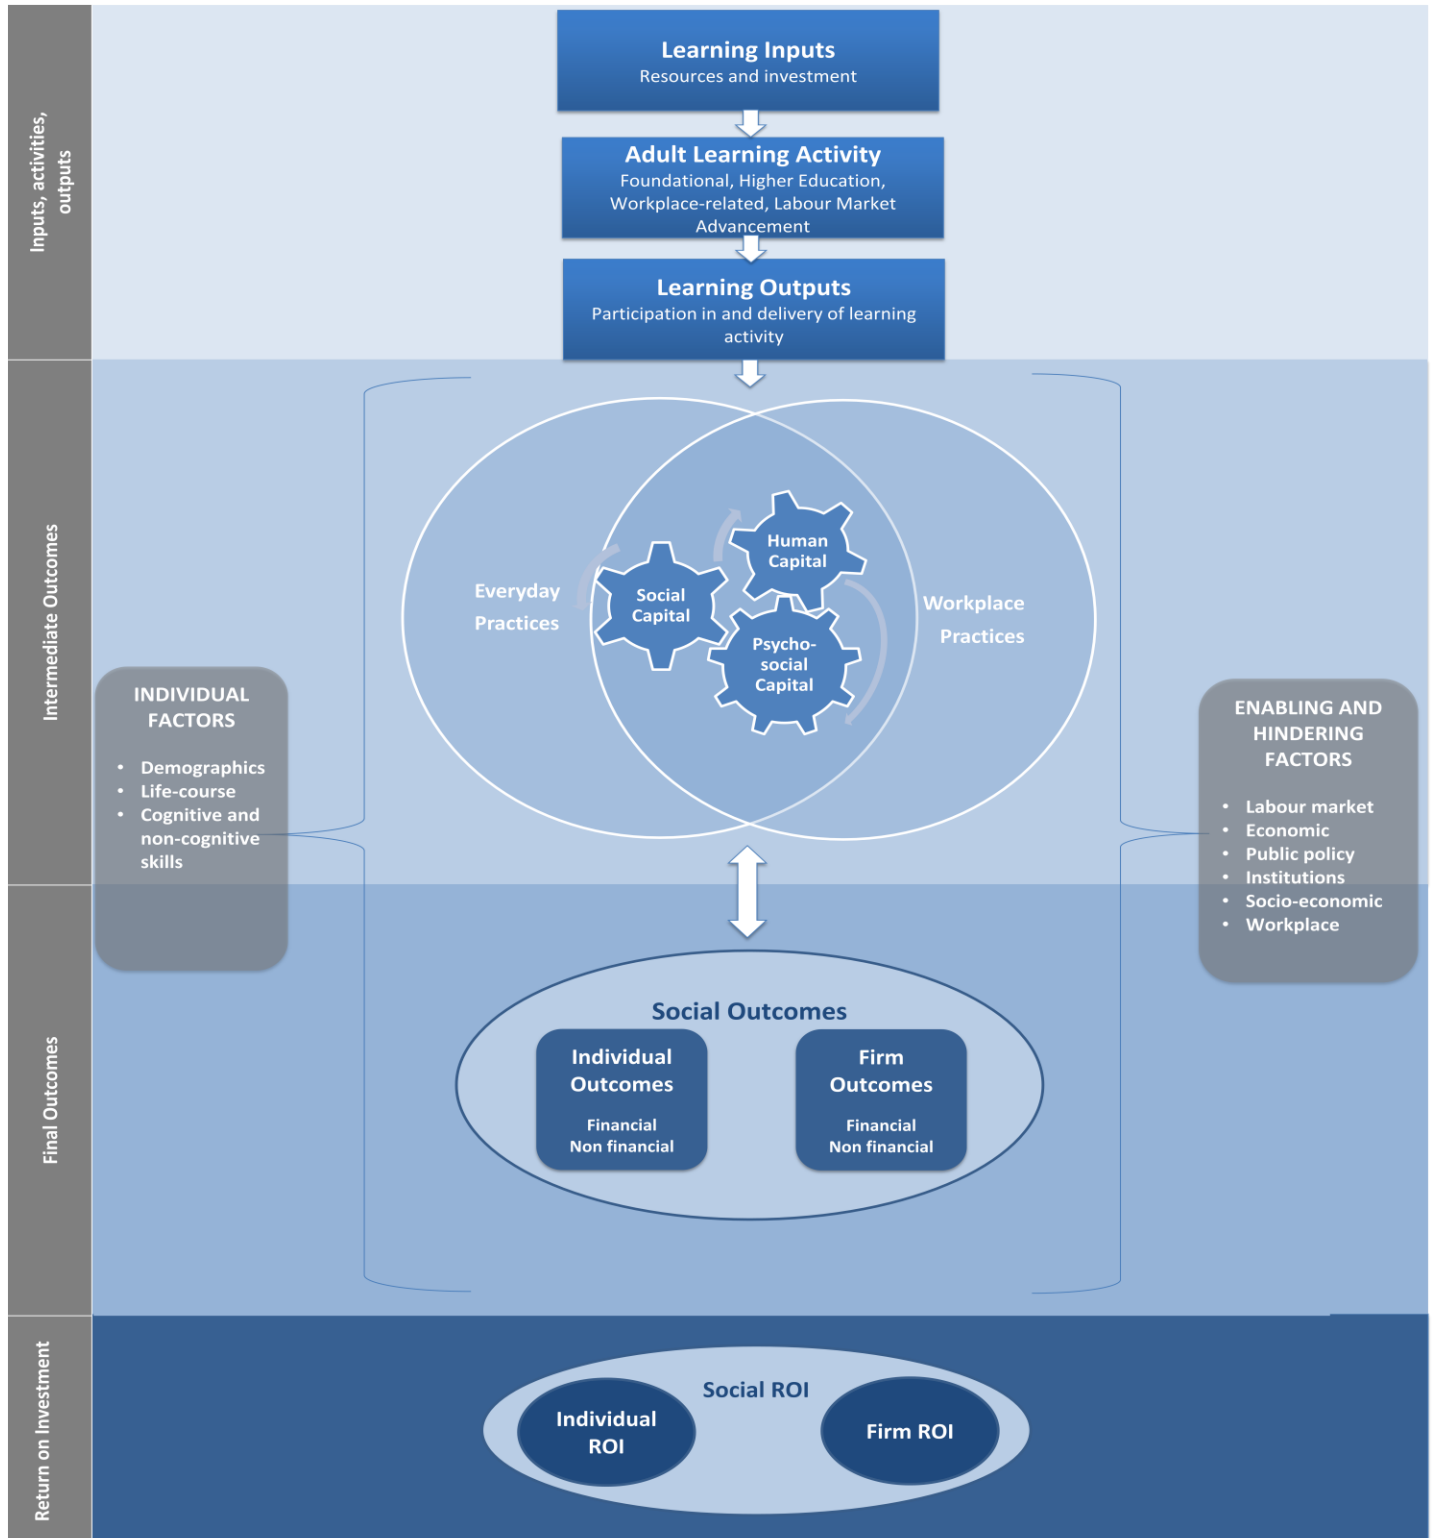 Inputs, activities,
outputs
Learning Inputs
Resources and investment
Adult Learning Activity
Foundational, Higher Education,
Workplace-related, Labour Market
Advancement
Learning Outputs
Participation in and delivery of learning
activity
Intermediate Outcomes
Everyday
Practices
Social
Capital
Human
Capital
Psycho-
social
Capital
Workplace
Practices
INDIVIDUAL
FACTORS
• Demographics
• Life-course
• Cognitive and
non-cognitive
skills
ENABLING AND
HINDERING
FACTORS
• Labour market
• Economic
• Public policy
• Institutions
• Socio-economic
• Workplace
Final Outcomes
Social Outcomes
Individual
Outcomes
Financial
Non financial
Firm
Outcomes
Financial
Non financial
Return on Investment
Social ROI
Individual
ROI
Firm ROI